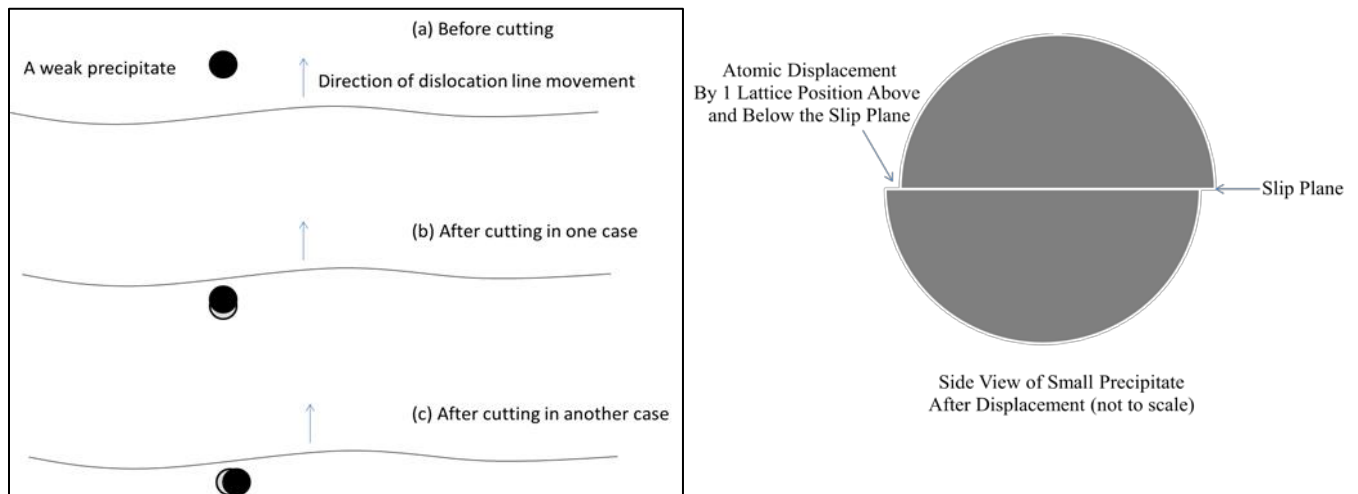 (a) Before cutting
A weak precipitate
Direction of dislocation line movement
(b) After cutting in one case
(c) After cutting in another case
Atomic Displacement
By 1 Lattice Position Above
and Below the Slip Plane
Slip Plane
Side View of Small Precipitate
After Displacement (not to scale)